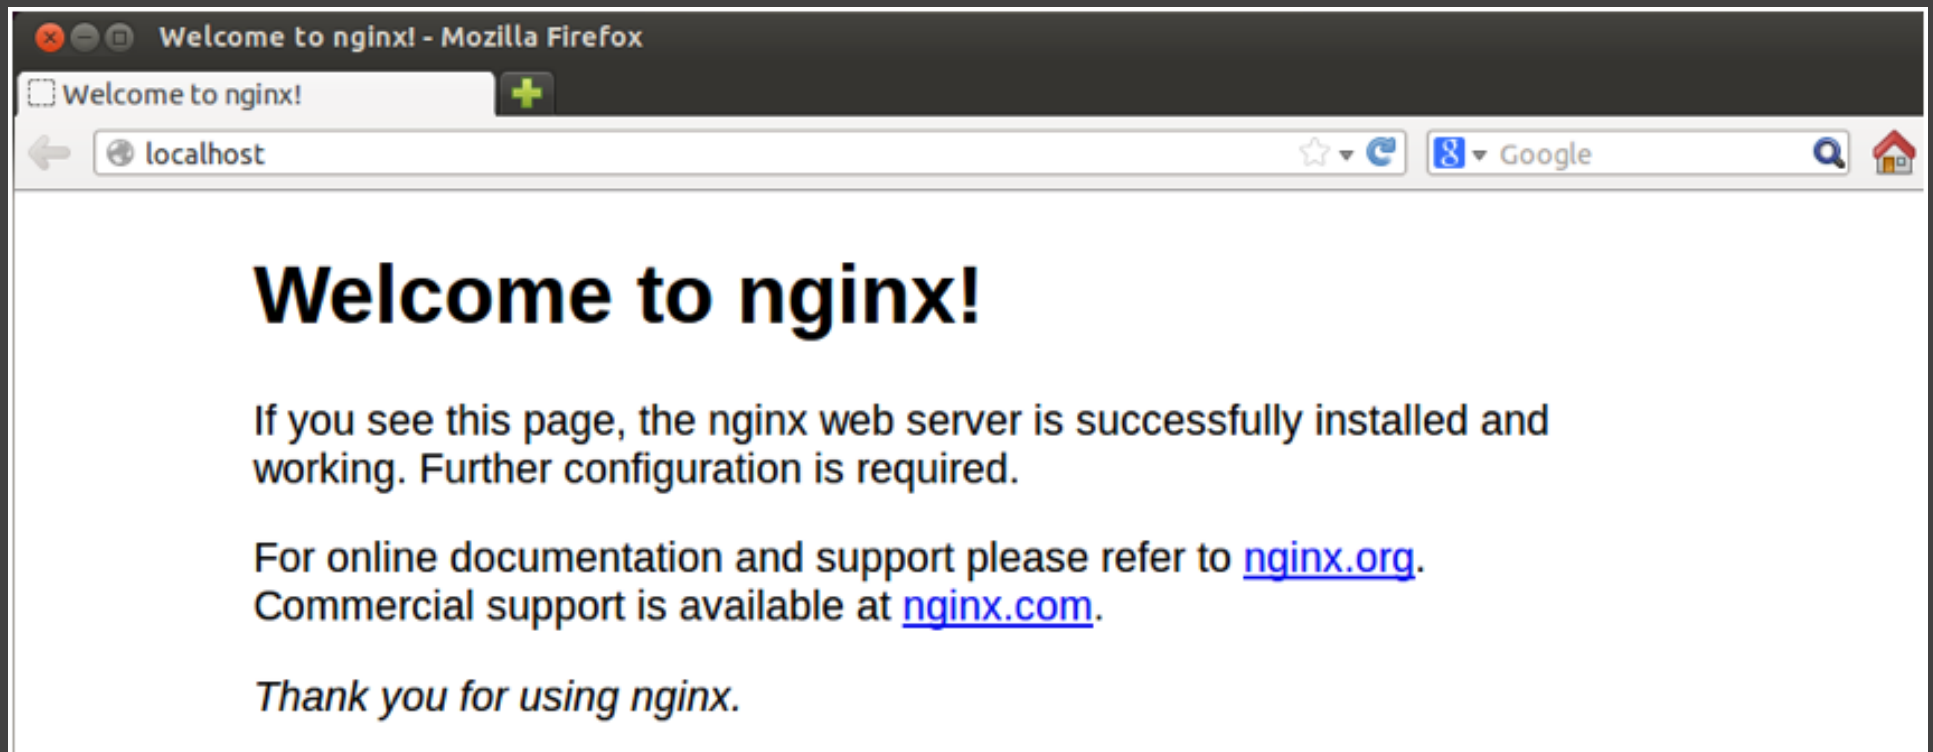 Welcome to nginx! - Mozilla Firefox
Welcome to nginx!
localhost
8 Google
Welcome to nginx!
If you see this page, the nginx web server is successfully installed and
working. Further configuration is required.
For online documentation and support please refer to nginx.org.
Commercial support is available at nginx.com.
Thank you for using nginx.